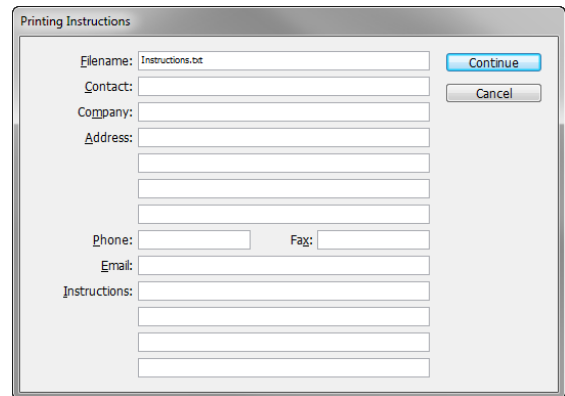 Printing Instructions
Filename: Instructions.txt
Continue
Contact:
Cancel
Company:
Address:
Phone: Fax:
Email:
Instructions: